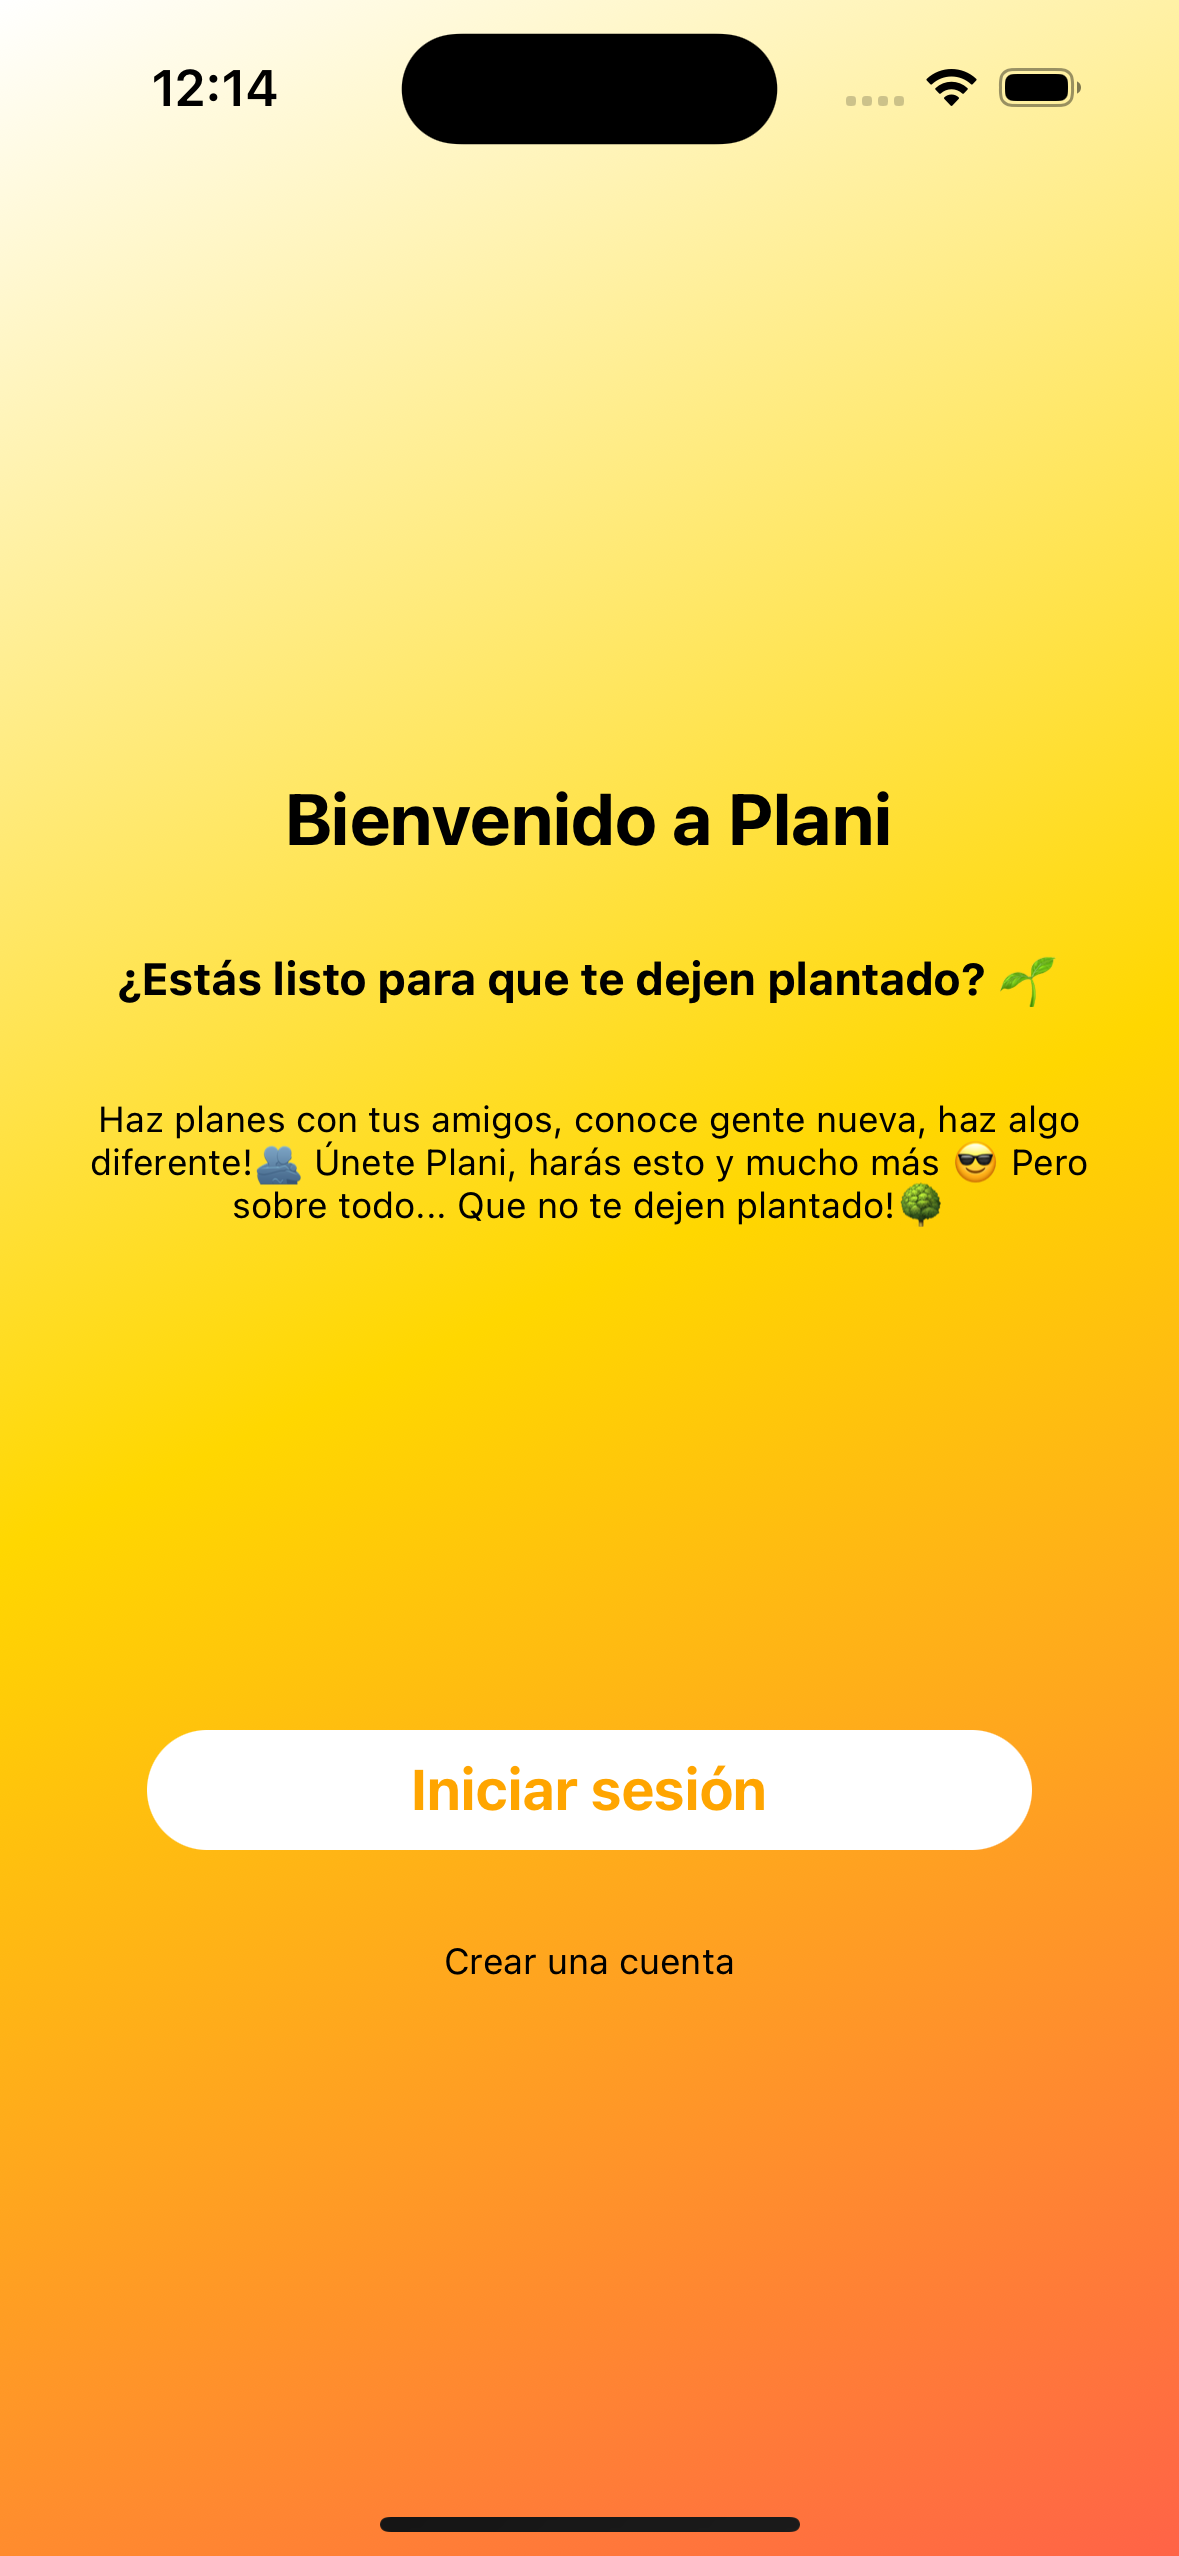 12:14
Bienvenido a Plani
¿Estás listo para que te dejen plantado? 🌱
Haz planes con tus amigos, conoce gente nueva, haz algo
diferente!🫂 Únete Plani, harás esto y mucho más 😎 Pero
sobre todo... Que no te dejen plantado!🌳
Iniciar sesión
Crear una cuenta